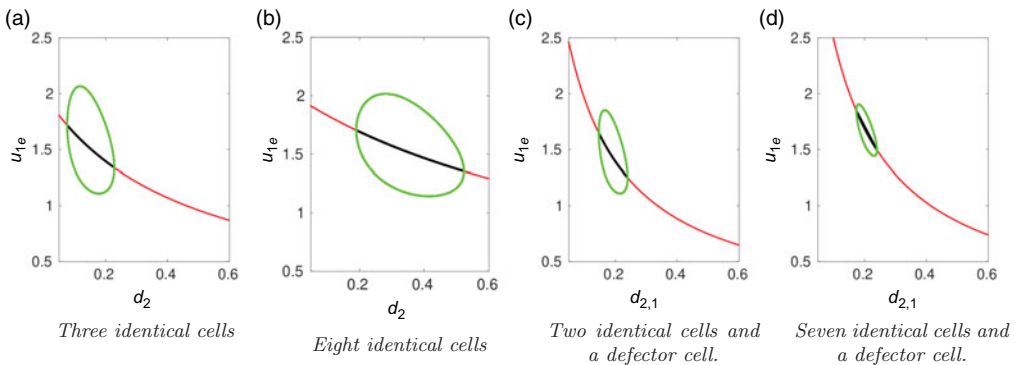 (a)
2.5
2
1.5
1
0.5
u1e
0.2 0.4 0.6
d2
Three identical cells
(b)
2.5
2
1.5
1
0.5
u1e
0.2 0.4 0.6
d2
Eight identical cells
(c)
2.5
2
1.5
1
0.5
u1e
0.2 0.4 0.6
d2,1
Two identical cells and
a defector cell.
(d)
2.5
2
1.5
1
0.5
u1e
0.2 0.4 0.6
d2,1
Seven identical cells and
a defector cell.